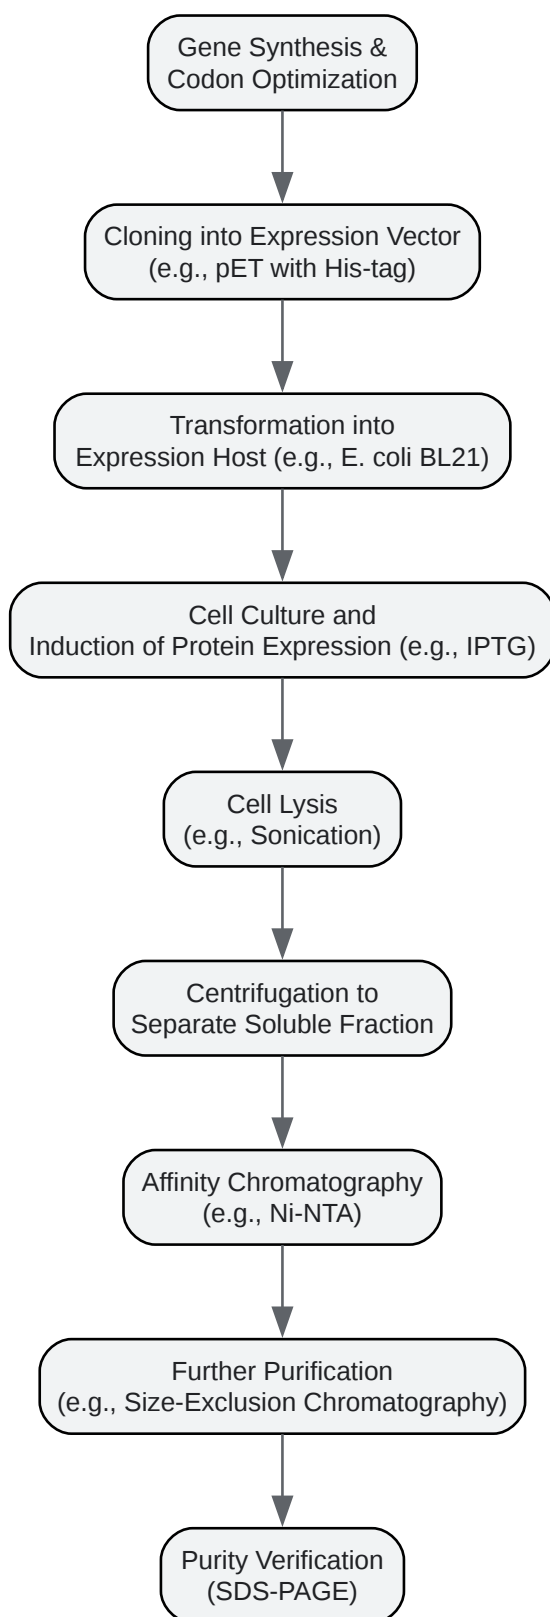 Gene Synthesis &
Codon Optimization
Cloning into Expression Vector
(e.g., pET with His-tag)
Transformation into
Expression Host (e.g., E. coli BL21)
Cell Culture and
Induction of Protein Expression (e.g., IPTG)
Cell Lysis
(e.g., Sonication)
Centrifugation to
Separate Soluble Fraction
Affinity Chromatography
(e.g., Ni-NTA)
Further Purification
(e.g., Size-Exclusion Chromatography)
Purity Verification
(SDS-PAGE)